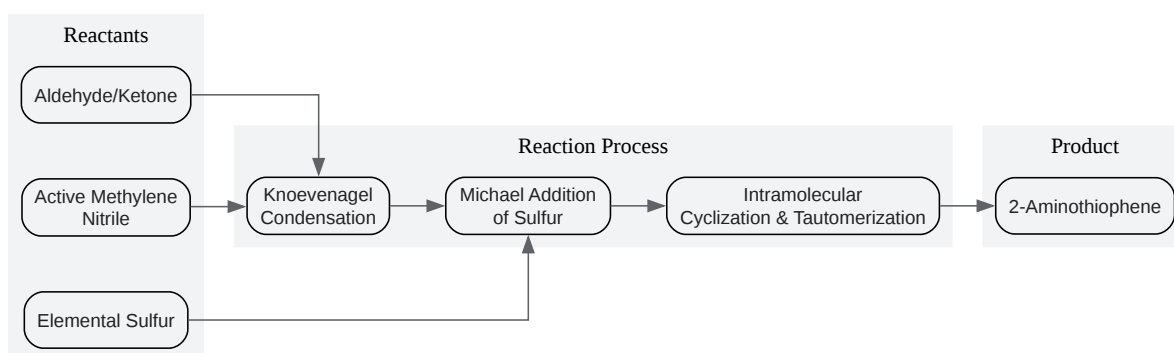 Reactants
Aldehyde/Ketone
Active Methylene
Nitrile
Elemental Sulfur
Reaction Process
Knoevenagel
Condensation
Michael Addition
of Sulfur
Intramolecular
Cyclization & Tautomerization
Product
2-Aminothiophene